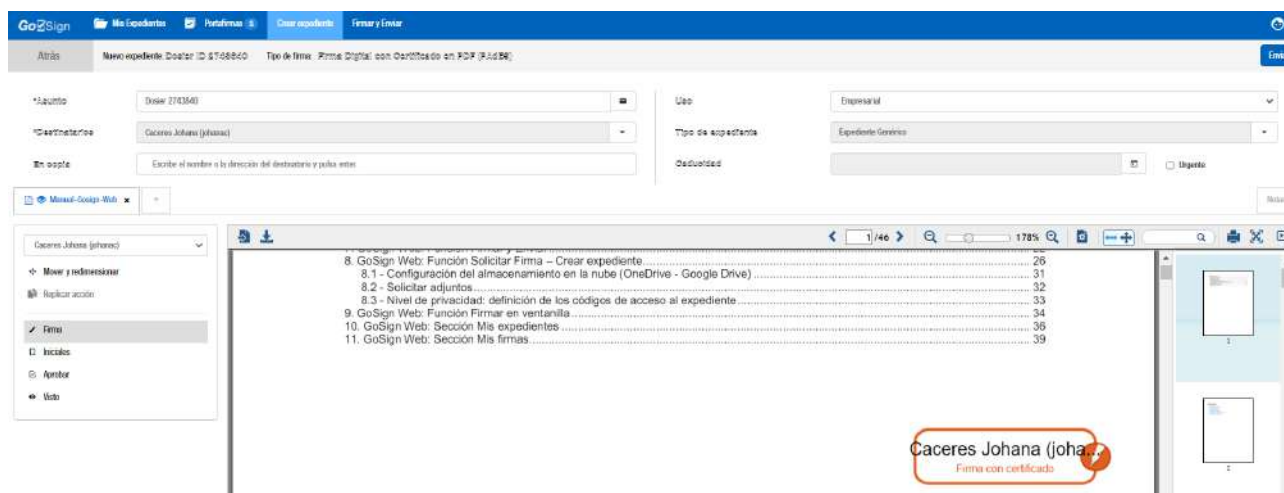 GoSign Mis Expedientes Portafirmas Crear expediente Firmar y Enviar
Atrás Nuevo expediente: Tipo de firma: Firma Digital con Certificado en PDF (PAdES)
*Asunto Dosier 2743840 Uso Empresarial
*Destinatarios Caceres Johana (johanac) Tipo de expediente Expediente Genérico
En copia Escribe el nombre o la dirección del destinatario y pulsa enter Caducidad Urgente
Manual-Gosign-Web
Caceres Johana (johanac) 1 /46 178%
Mover y redimensionar
Replicar acción
Firma
Iniciales
Aprobar
Visto
8. GoSign Web: Función Solicitar Firma – Crear expediente 26
8.1 - Configuración del almacenamiento en la nube (OneDrive - Google Drive) 31
8.2 - Solicitar adjuntos 32
8.3 - Nivel de privacidad: definición de los códigos de acceso al expediente 33
9. GoSign Web: Función Firmar en ventanilla 34
10. GoSign Web: Sección Mis expedientes 36
11. GoSign Web: Sección Mis firmas 39
Caceres Johana (joha...
Firma con certificado
1
2